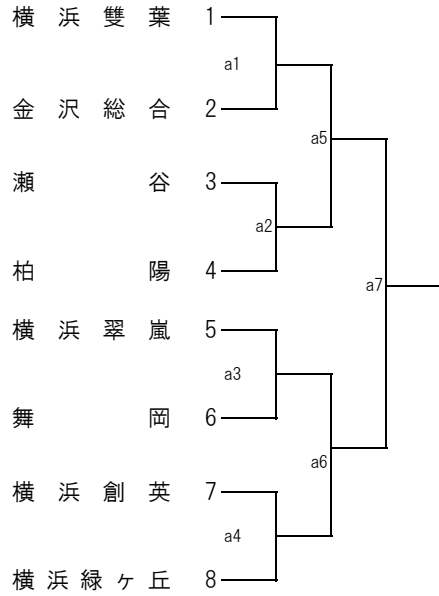 横浜雙葉 1
a1
金沢総合 2
a5
瀬谷 3
a2
柏陽 4
a7
横浜翠嵐 5
a3
舞岡 6
a6
横浜創英 7
a4
横浜緑ヶ丘 8